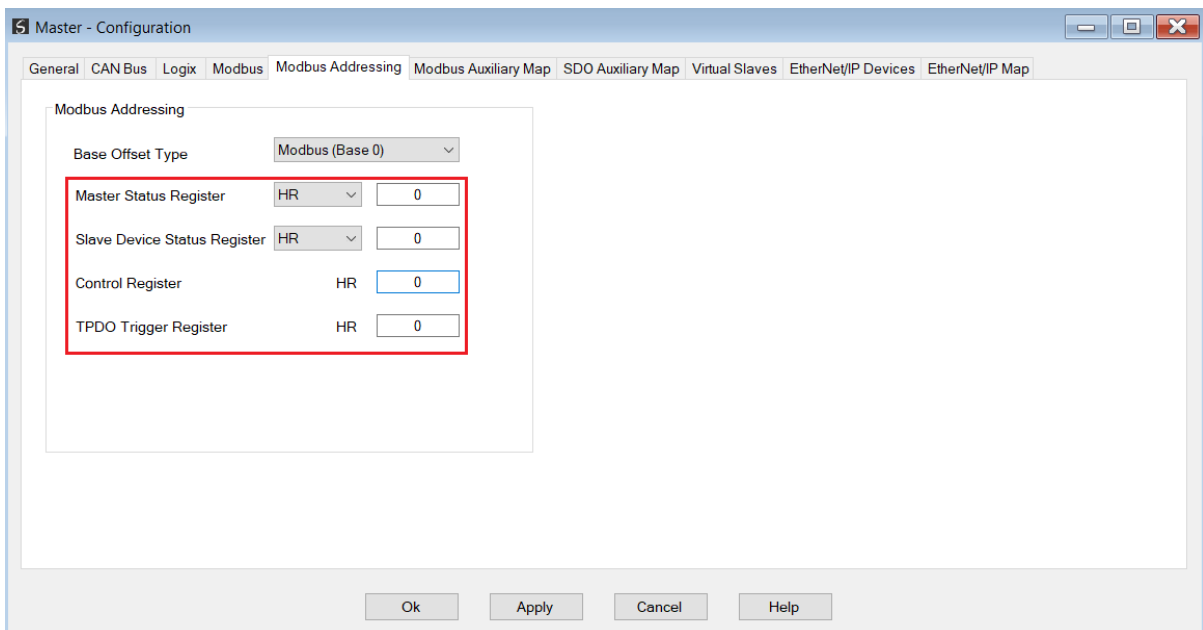 Master - Configuration
General CAN Bus Logix Modbus Modbus Addressing Modbus Auxiliary Map SDO Auxiliary Map Virtual Slaves EtherNet/IP Devices EtherNet/IP Map
Modbus Addressing
Base Offset Type Modbus (Base 0)
Master Status Register HR 0
Slave Device Status Register HR 0
Control Register HR 0
TPDO Trigger Register HR 0
Ok Apply Cancel Help